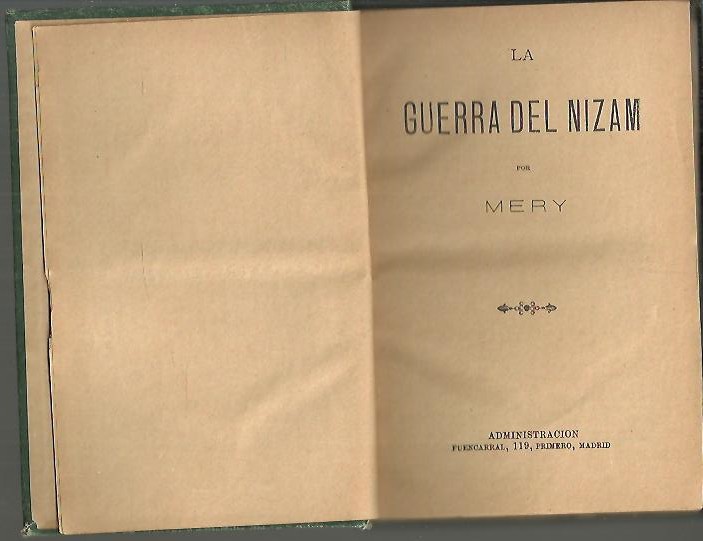 LA
GUERRA DEL NIZAM
POR
MERY
ADMINISTRACION
FUENCARRAL, 119, PRIMERO, MADRID